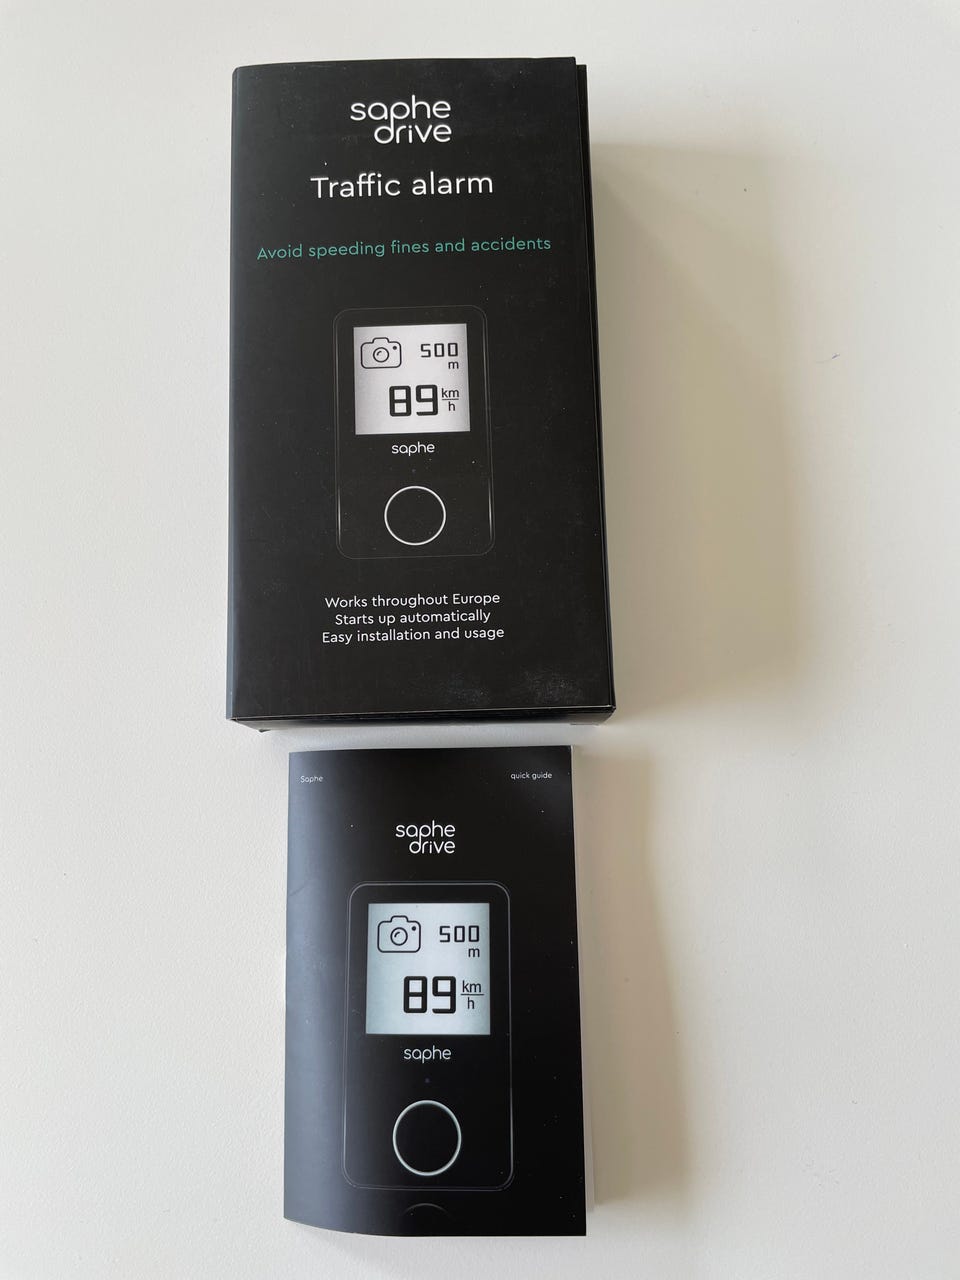 saphe
drive
Traffic alarm
Avoid speeding fines and accidents
500
m
89 km
h
saphe
Works throughout Europe
Starts up automatically
Easy installation and usage
Saphe quick guide
saphe
drive
500
m
89 km
h
saphe